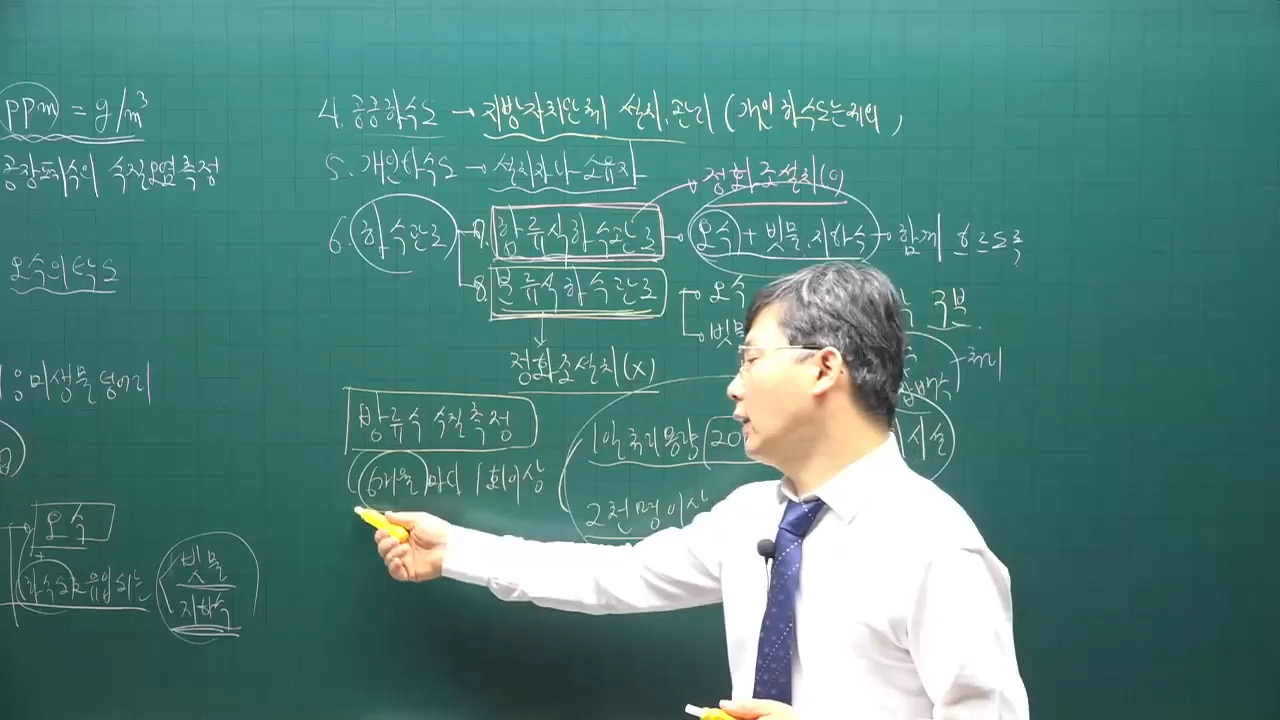 ppm = g/m³
공장폐수의 수질오염측정
오수의 탁도
미생물 덩어리
오수
+
하수도로 유입되는
빗물
지하수
4. 공공하수도 → 지방자치단체 설치.관리 (개인하수도는제외)
5. 개인하수도 → 설치자나 소유자
정화조설치(○)
6. 하수관로
7. 합류식하수관로 → 오수 + 빗물.지하수 → 함께 흐르도록
8. 분류식하수관로
오수
빗물
구분.
정화조설치(×)
처리
방류수 수질측정
1일 처리용량 20
시설
6개월마다 1회이상
2천명이상